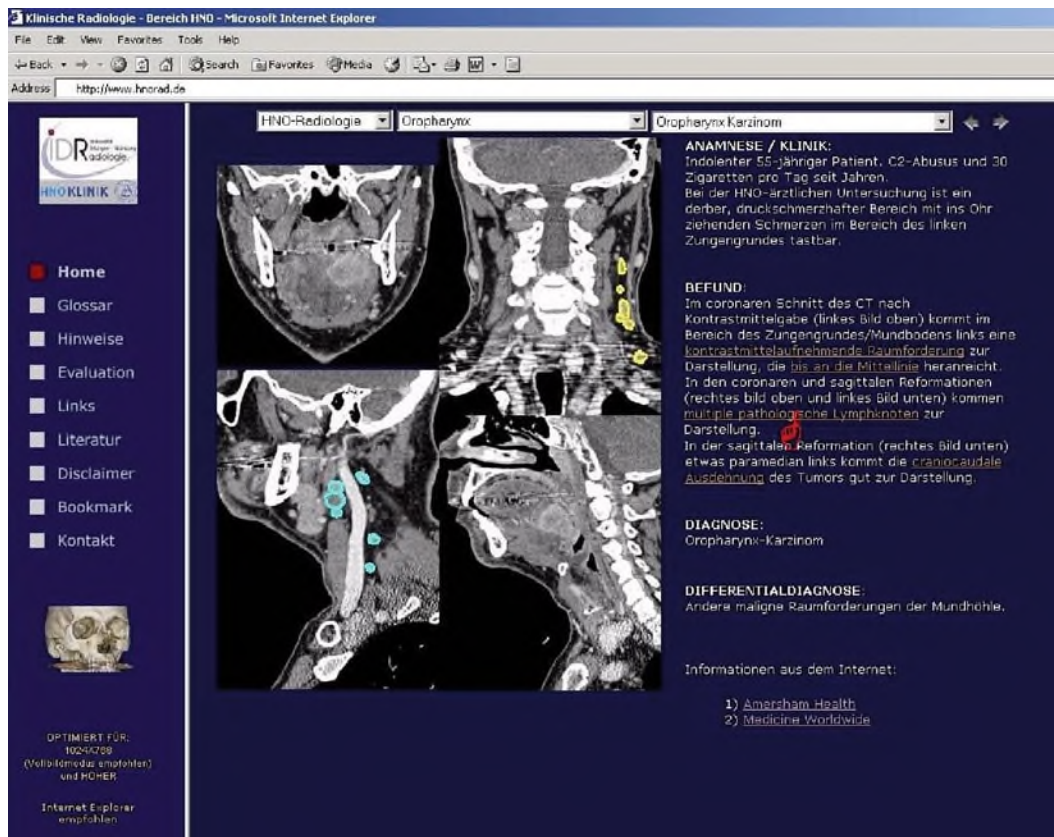 Klinische Radiologie - Bereich HNO - Microsoft Internet Explorer
File Edit View Favorites Tools Help
Back Search Favorites Media
Address http://www.hnorad.de
HNO-Radiologie Oropharynx Oropharynx Karzinom
IDR
Radiologie
HNOKLINIK
Home
Glossar
Hinweise
Evaluation
Links
Literatur
Disclaimer
Bookmark
Kontakt
OPTIMIERT FÜR:
1024X768
(Vollbildmodus empfohlen)
und HÖHER
Internet Explorer
empfohlen
ANAMNESE / KLINIK:
Indolenter 55-jähriger Patient. C2-Abusus und 30
Zigaretten pro Tag seit Jahren.
Bei der HNO-ärztlichen Untersuchung ist ein
derber, druckschmerzhafter Bereich mit ins Ohr
ziehenden Schmerzen im Bereich des linken
Zungengrundes tastbar.
BEFUND:
Im coronaren Schnitt des CT nach
Kontrastmittelgabe (linkes Bild oben) kommt im
Bereich des Zungengrundes/Mundbodens links eine
kontrastmittelaufnehmende Raumforderung zur
Darstellung, die bis an die Mittellinie heranreicht.
In den coronaren und sagittalen Reformationen
(rechtes bild oben und linkes Bild unten) kommen
multiple pathologische Lymphknoten zur
Darstellung.
In der sagittalen Reformation (rechtes Bild unten)
etwas paramedian links kommt die craniocaudale
Ausdehnung des Tumors gut zur Darstellung.
DIAGNOSE:
Oropharynx-Karzinom
DIFFERENTIALDIAGNOSE:
Andere maligne Raumforderungen der Mundhöhle.
Informationen aus dem Internet:
1) Amersham Health
2) Medicine Worldwide